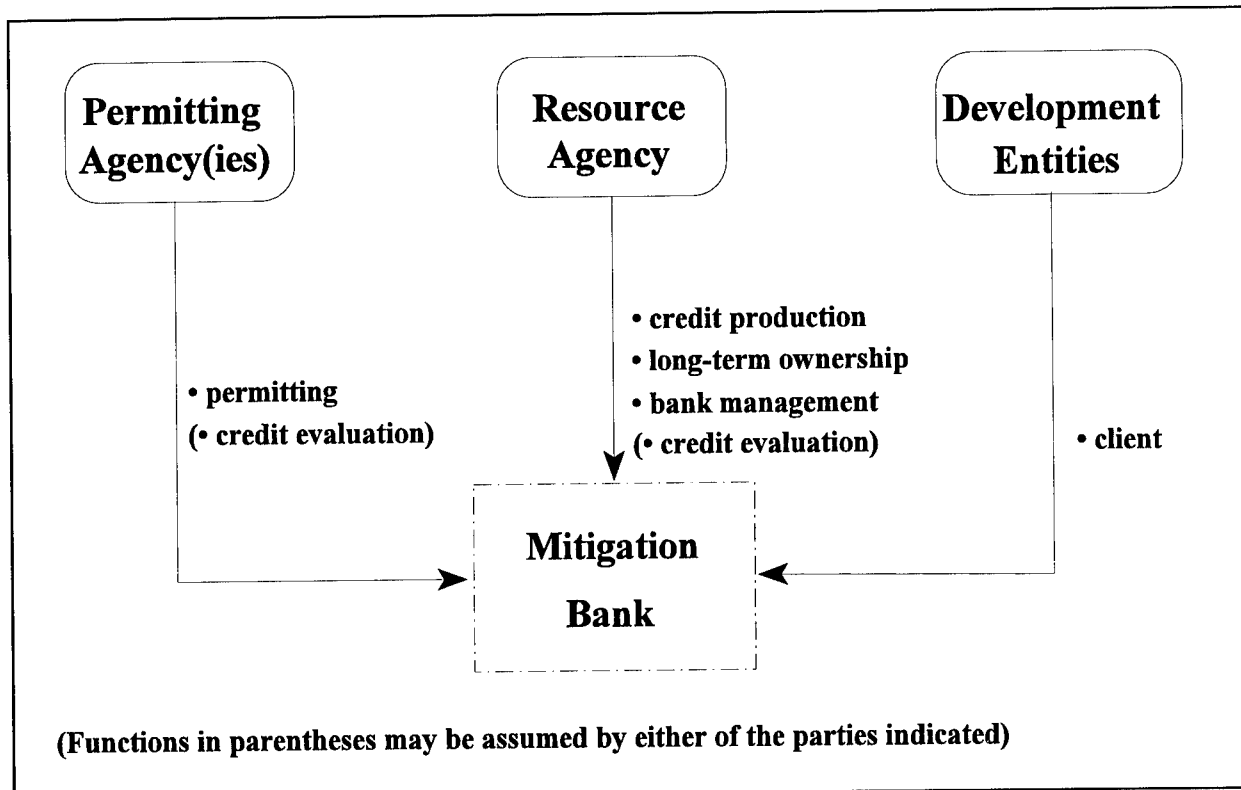 Permitting
Agency(ies)
Resource
Agency
Development
Entities
• permitting
(• credit evaluation)
• credit production
• long-term ownership
• bank management
(• credit evaluation)
• client
Mitigation
Bank
(Functions in parentheses may be assumed by either of the parties indicated)